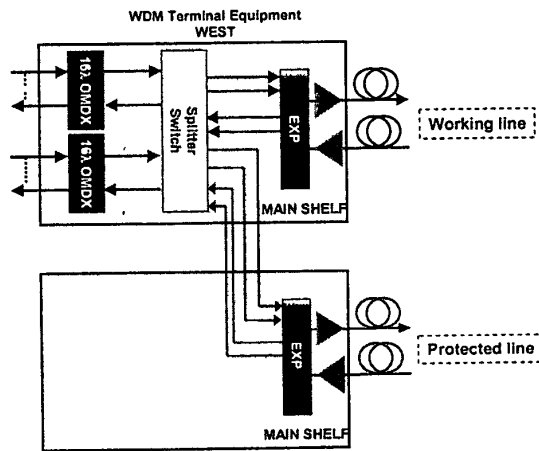 WDM Terminal Equipment
WEST
16λ OMDX
16λ OMDX
Splitter
Switch
EXP
MAIN SHELF
Working line
EXP
MAIN SHELF
Protected line